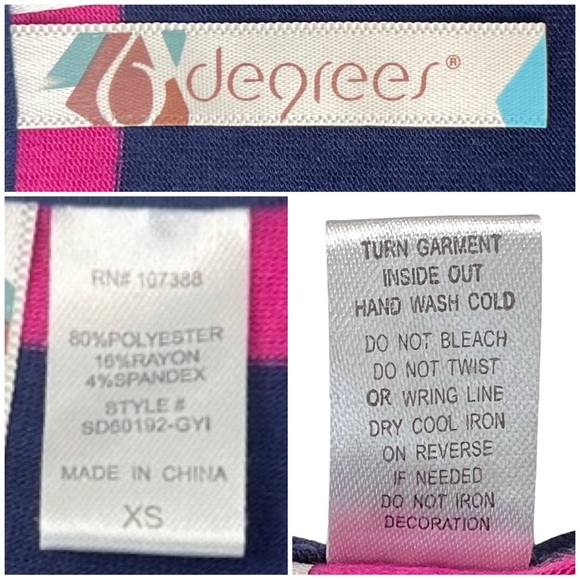 6degrees®
RN# 107388
80%POLYESTER
16%RAYON
4%SPANDEX
STYLE #
SD60192-GYI
MADE IN CHINA
XS
TURN GARMENT
INSIDE OUT
HAND WASH COLD
DO NOT BLEACH
DO NOT TWIST
OR WRING LINE
DRY COOL IRON
ON REVERSE
IF NEEDED
DO NOT IRON
DECORATION